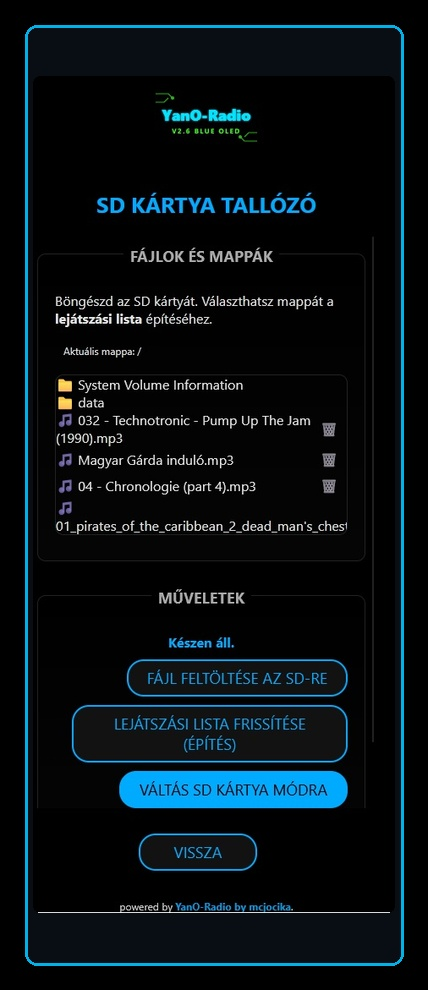 YanO-Radio
V2.6 BLUE OLED
SD KÁRTYA TALLÓZÓ
FÁJLOK ÉS MAPPÁK
Böngészd az SD kártyát. Választhatsz mappát a
lejátszási lista építéséhez.
Aktuális mappa: /
System Volume Information
data
032 - Technotronic - Pump Up The Jam
(1990).mp3
Magyar Gárda induló.mp3
04 - Chronologie (part 4).mp3
01_pirates_of_the_caribbean_2_dead_man's_chest
MŰVELETEK
Készen áll.
FÁJL FELTÖLTÉSE AZ SD-RE
LEJÁTSZÁSI LISTA FRISSÍTÉSE
(ÉPÍTÉS)
VÁLTÁS SD KÁRTYA MÓDRA
VISSZA
powered by YanO-Radio by mcjocika.